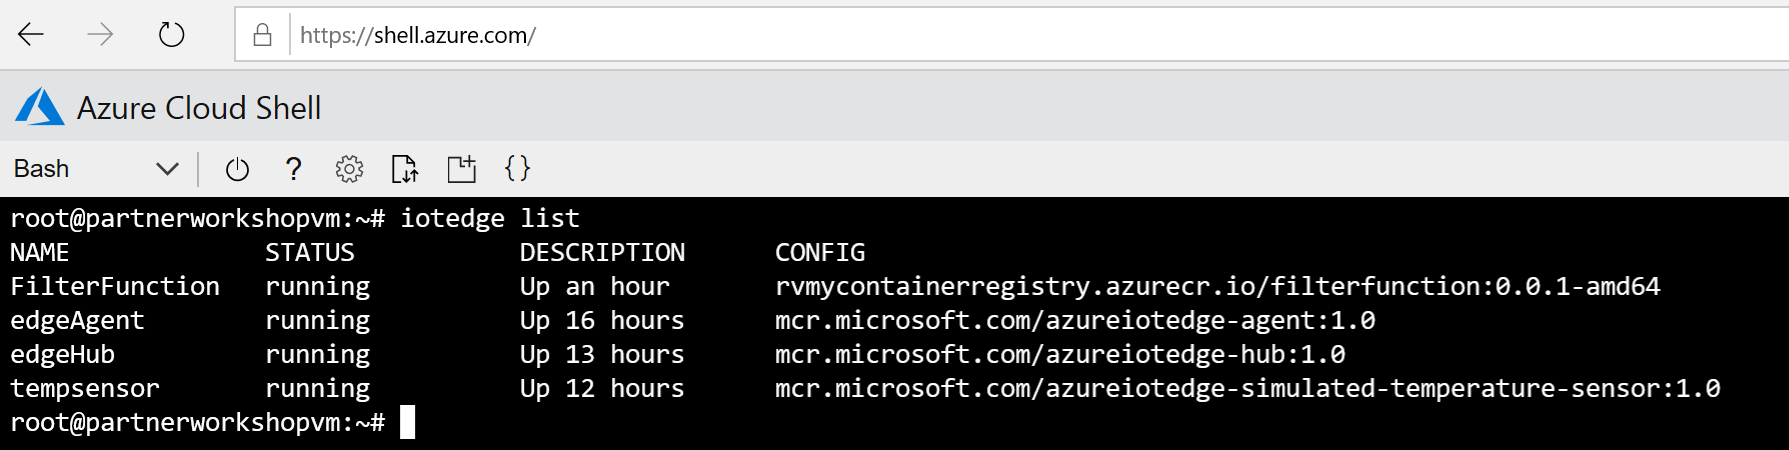 https://shell.azure.com/
Azure Cloud Shell
Bash ? {}
root@partnerworkshopvm:~# iotedge list
NAME STATUS DESCRIPTION CONFIG
FilterFunction running Up an hour rvmycontainerregistry.azurecr.io/filterfunction:0.0.1-amd64
edgeAgent running Up 16 hours mcr.microsoft.com/azureiotedge-agent:1.0
edgeHub running Up 13 hours mcr.microsoft.com/azureiotedge-hub:1.0
tempsensor running Up 12 hours mcr.microsoft.com/azureiotedge-simulated-temperature-sensor:1.0
root@partnerworkshopvm:~#